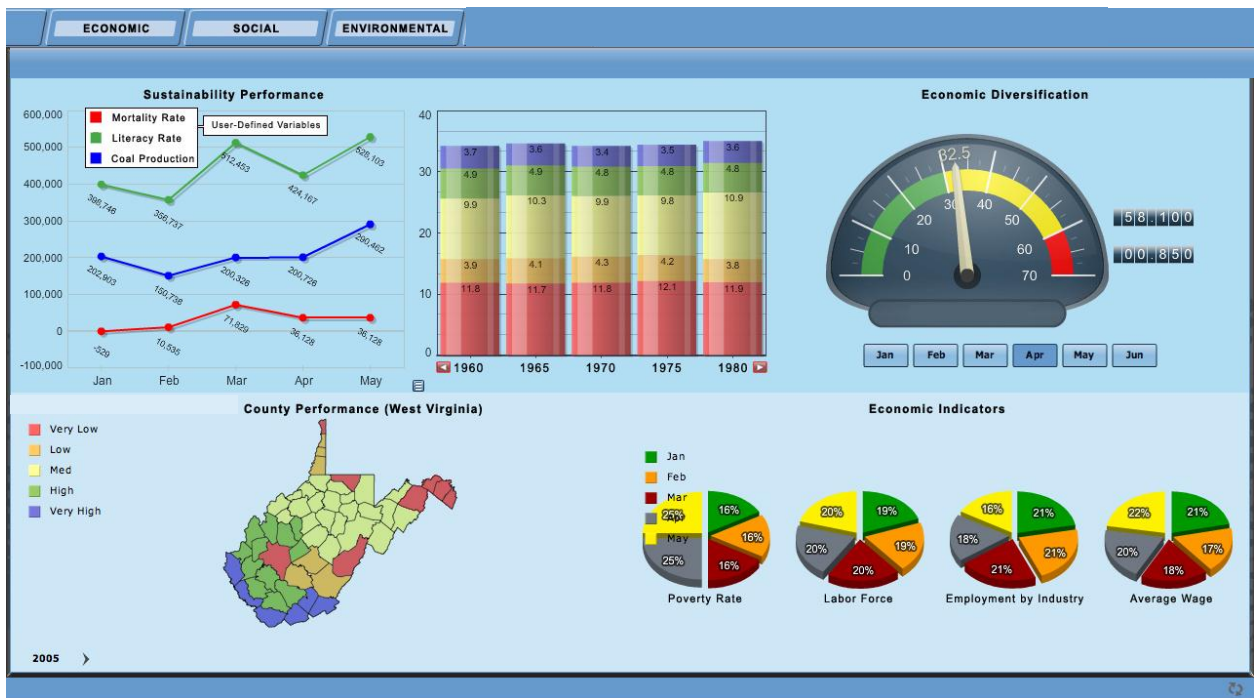 ECONOMIC
SOCIAL
ENVIRONMENTAL
Sustainability Performance
600,000
500,000
400,000
300,000
200,000
100,000
0
-100,000
Mortality Rate
Literacy Rate
Coal Production
User-Defined Variables
398,746
356,737
512,453
424,167
528,103
202,903
150,736
200,326
200,726
290,462
-529
10,535
71,829
36,128
36,128
Jan Feb Mar Apr May
40
30
20
10
0
3.7 3.6 3.4 3.5 3.6
4.9 4.9 4.8 4.8 4.8
9.9 10.3 9.9 9.8 10.9
3.9 4.1 4.3 4.2 3.8
11.8 11.7 11.8 12.1 11.9
1960 1965 1970 1975 1980
Economic Diversification
32.5
0 10 20 30 40 50 60 70
58.100
00.850
Jan Feb Mar Apr May Jun
County Performance (West Virginia)
Very Low
Low
Med
High
Very High
2005
Economic Indicators
Jan
Feb
Mar
Apr
May
25% 16% 16% 16% 25%
Poverty Rate
20% 19% 19% 20% 20%
Labor Force
16% 21% 21% 21% 18%
Employment by Industry
22% 21% 17% 18% 20%
Average Wage